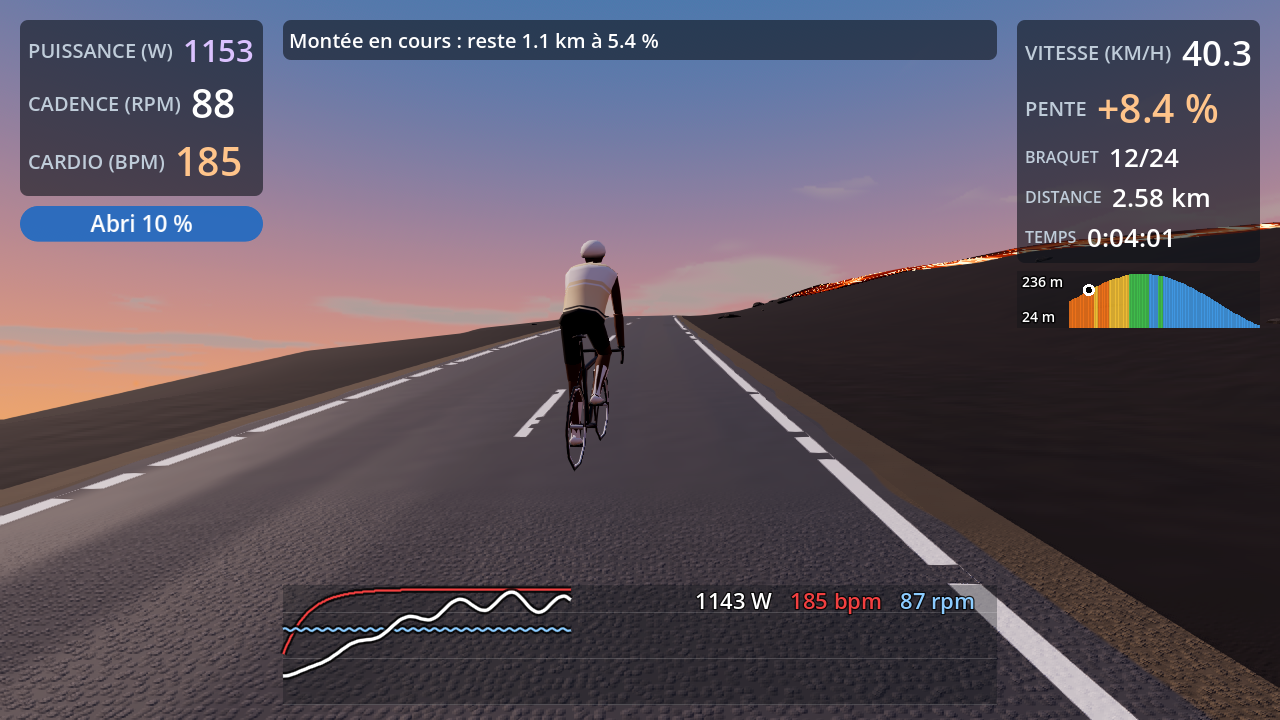 PUISSANCE (W) 1153
CADENCE (RPM) 88
CARDIO (BPM) 185
Abri 10 %
Montée en cours : reste 1.1 km à 5.4 %
VITESSE (KM/H) 40.3
PENTE +8.4 %
BRAQUET 12/24
DISTANCE 2.58 km
TEMPS 0:04:01
236 m
24 m
1143 W 185 bpm 87 rpm